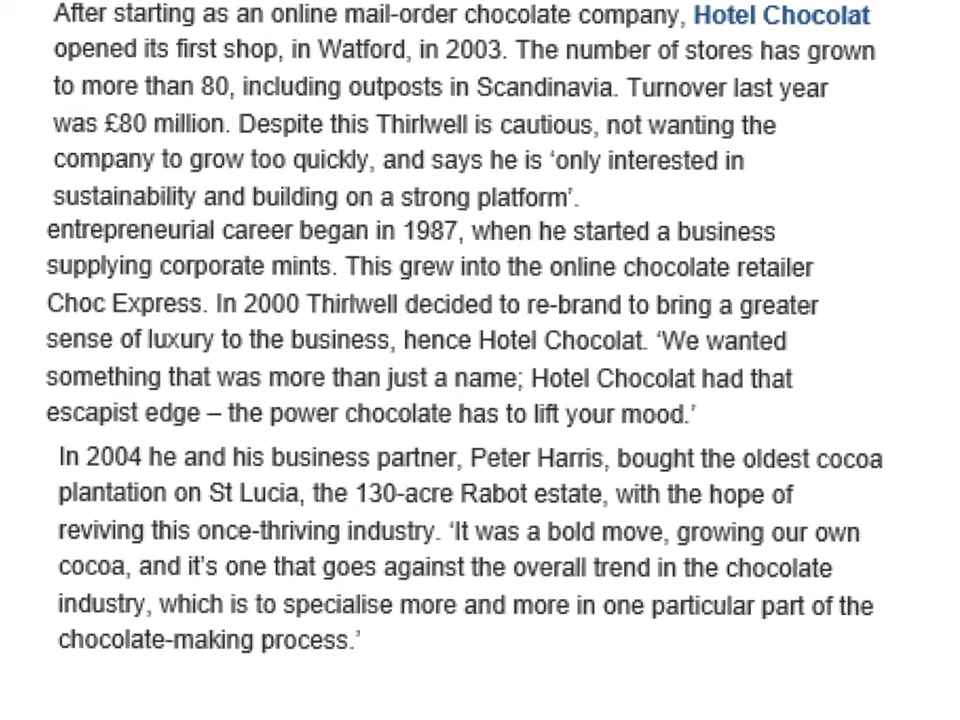 After starting as an online mail-order chocolate company, Hotel Chocolat
opened its first shop, in Watford, in 2003. The number of stores has grown
to more than 80, including outposts in Scandinavia. Turnover last year
was £80 million. Despite this Thirlwell is cautious, not wanting the
company to grow too quickly, and says he is ‘only interested in
sustainability and building on a strong platform’.
entrepreneurial career began in 1987, when he started a business
supplying corporate mints. This grew into the online chocolate retailer
Choc Express. In 2000 Thirlwell decided to re-brand to bring a greater
sense of luxury to the business, hence Hotel Chocolat. ‘We wanted
something that was more than just a name; Hotel Chocolat had that
escapist edge – the power chocolate has to lift your mood.’
In 2004 he and his business partner, Peter Harris, bought the oldest cocoa
plantation on St Lucia, the 130-acre Rabot estate, with the hope of
reviving this once-thriving industry. ‘It was a bold move, growing our own
cocoa, and it's one that goes against the overall trend in the chocolate
industry, which is to specialise more and more in one particular part of the
chocolate-making process.’